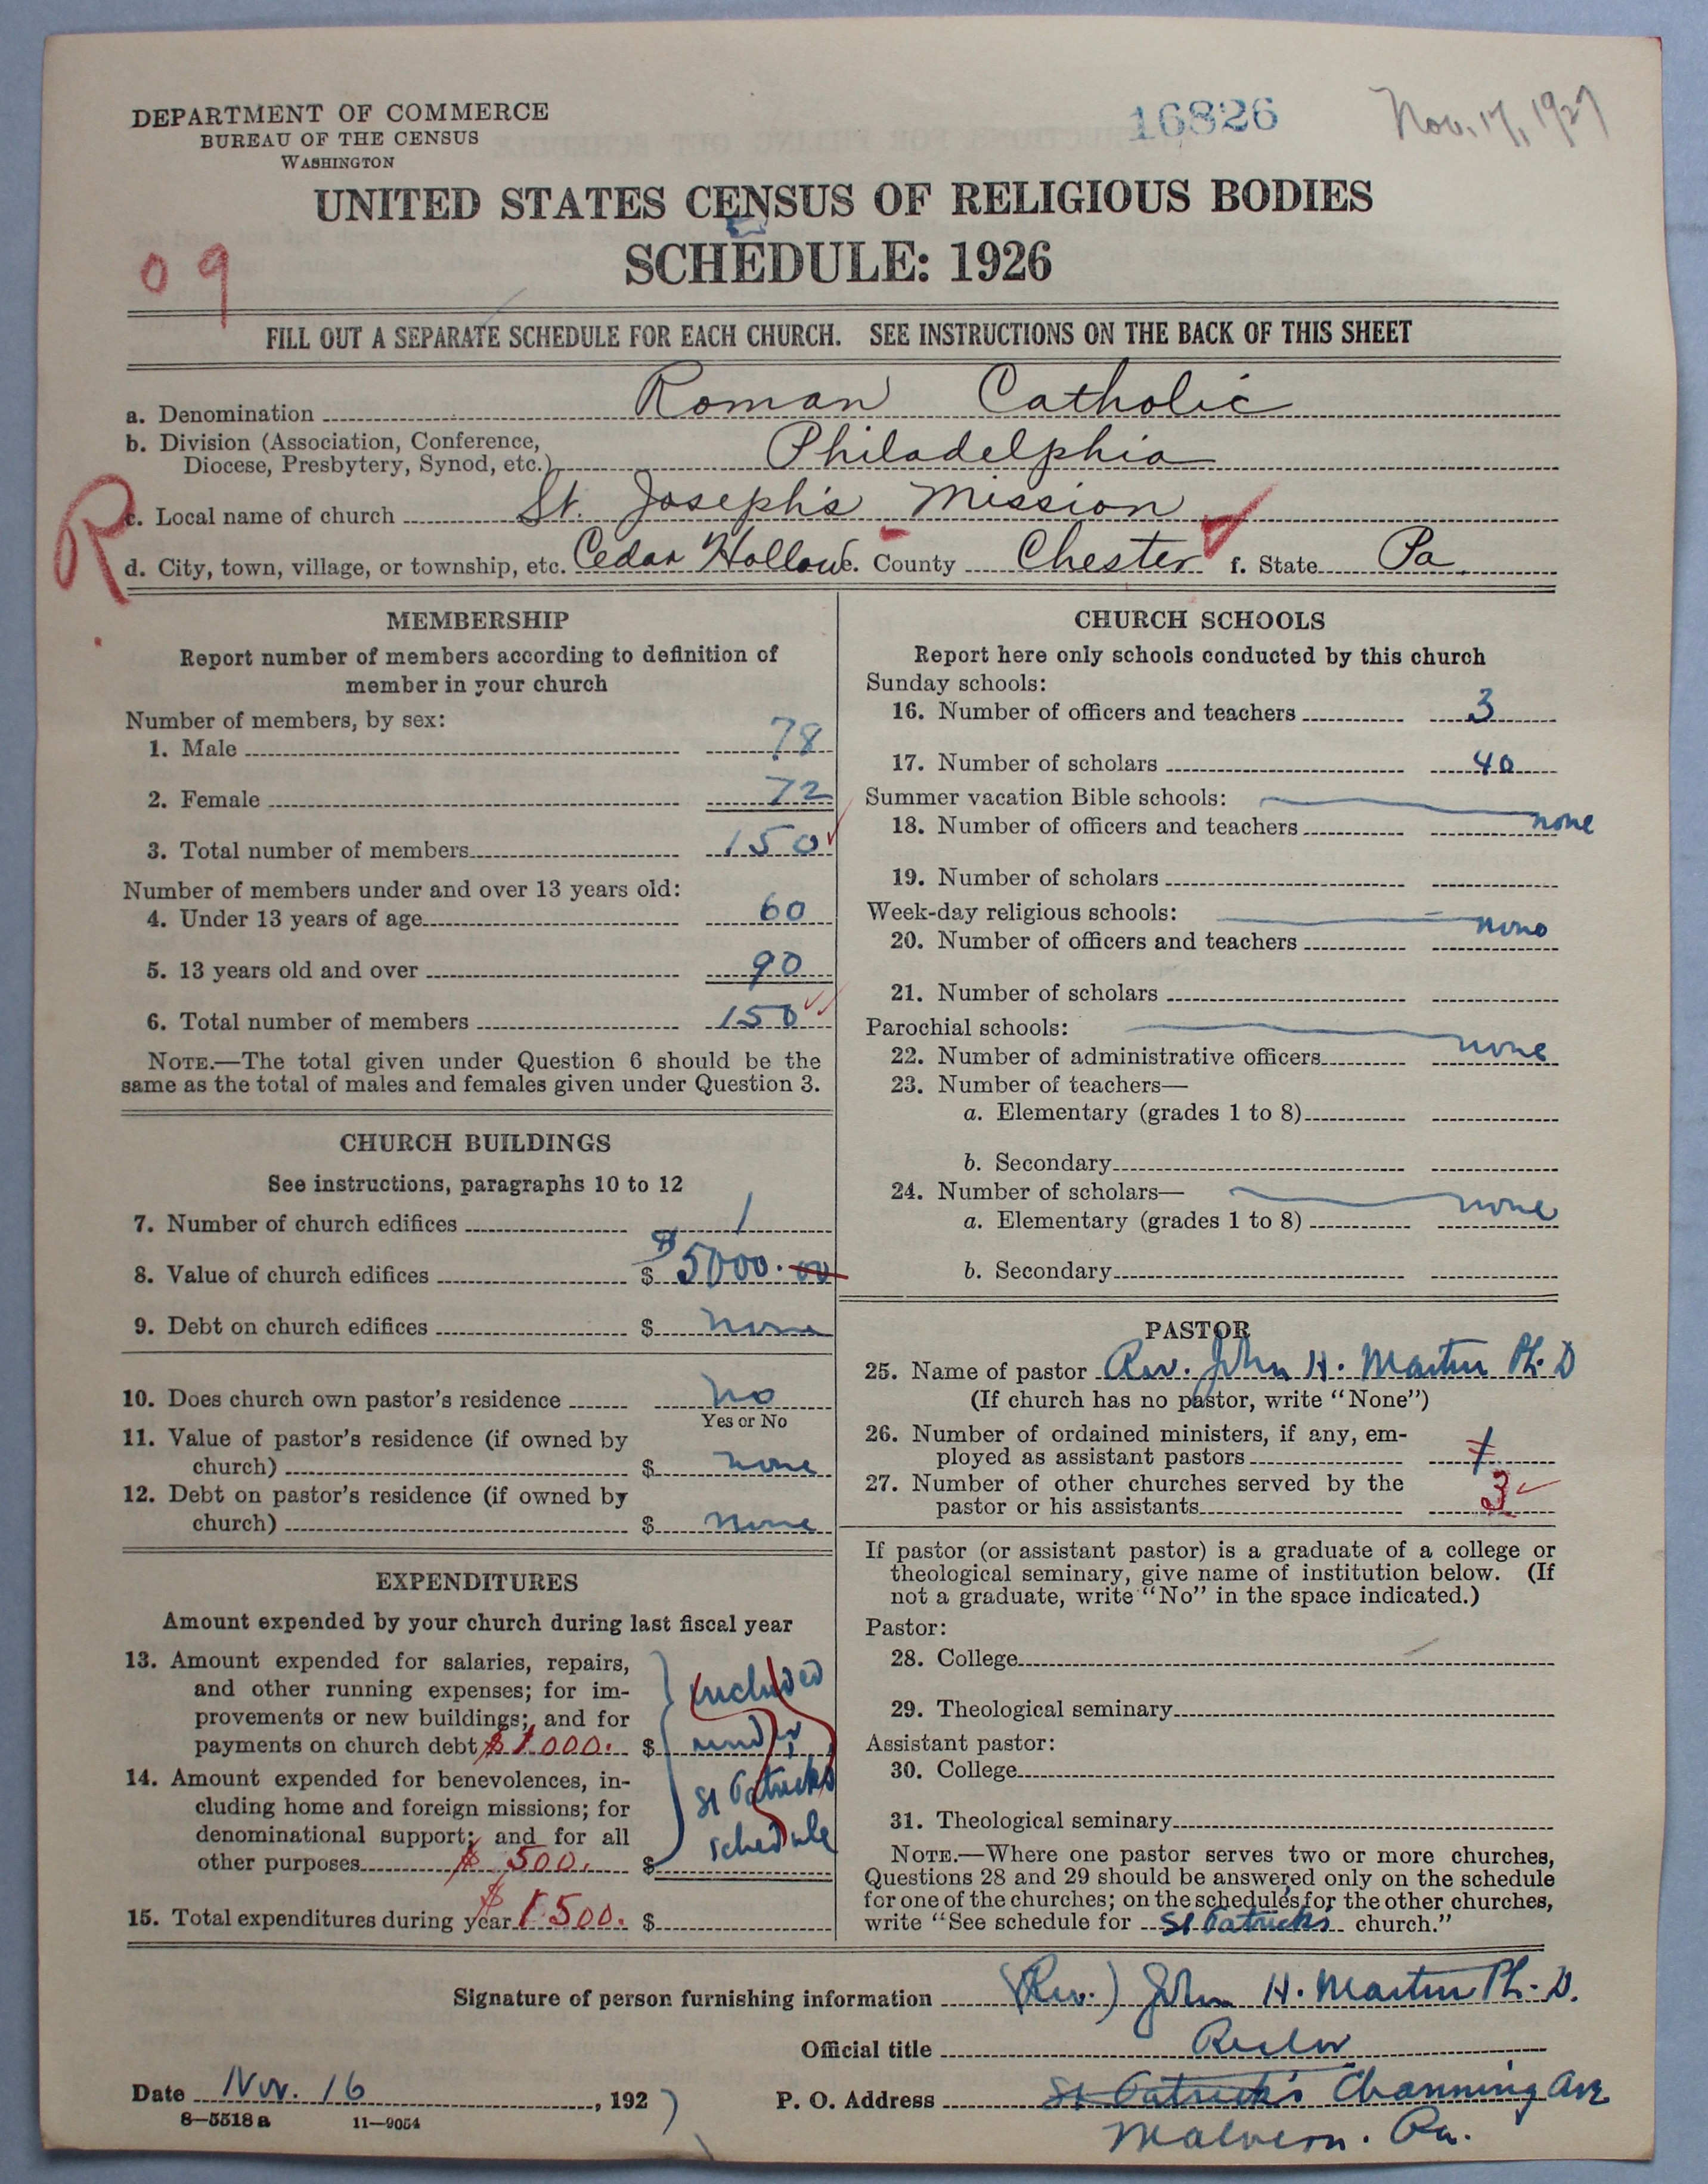 DEPARTMENT OF COMMERCE
BUREAU OF THE CENSUS
WASHINGTON
16826
Nov. 17, 1927
UNITED STATES CENSUS OF RELIGIOUS BODIES
SCHEDULE: 1926
09
FILL OUT A SEPARATE SCHEDULE FOR EACH CHURCH. SEE INSTRUCTIONS ON THE BACK OF THIS SHEET
a. Denomination Roman Catholic
b. Division (Association, Conference,
Diocese, Presbytery, Synod, etc.) Philadelphia
R
c. Local name of church St. Joseph's Mission
d. City, town, village, or township, etc. Cedar Hollow e. County Chester f. State Pa.
MEMBERSHIP
Report number of members according to definition of
member in your church
Number of members, by sex:
1. Male 78
2. Female 72
3. Total number of members 150
Number of members under and over 13 years old:
4. Under 13 years of age 60
5. 13 years old and over 90
6. Total number of members 150
NOTE.—The total given under Question 6 should be the
same as the total of males and females given under Question 3.
CHURCH BUILDINGS
See instructions, paragraphs 10 to 12
7. Number of church edifices 1
8. Value of church edifices $ $5000.00
9. Debt on church edifices $ none
10. Does church own pastor's residence no
Yes or No
11. Value of pastor's residence (if owned by
church) $ none
12. Debt on pastor's residence (if owned by
church) $ none
EXPENDITURES
Amount expended by your church during last fiscal year
13. Amount expended for salaries, repairs,
and other running expenses; for im-
provements or new buildings; and for
payments on church debt $1000. $
14. Amount expended for benevolences, in-
cluding home and foreign missions; for
denominational support; and for all
other purposes $ 500. $
included
under
St Patricks
schedule
15. Total expenditures during year $1500. $
CHURCH SCHOOLS
Report here only schools conducted by this church
Sunday schools:
16. Number of officers and teachers 3
17. Number of scholars 40
Summer vacation Bible schools:
18. Number of officers and teachers none
19. Number of scholars
Week-day religious schools:
20. Number of officers and teachers none
21. Number of scholars
Parochial schools:
22. Number of administrative officers none
23. Number of teachers—
a. Elementary (grades 1 to 8)
b. Secondary
24. Number of scholars—
a. Elementary (grades 1 to 8) none
b. Secondary
PASTOR
25. Name of pastor Rev. John H. Martin Ph. D
(If church has no pastor, write "None")
26. Number of ordained ministers, if any, em-
ployed as assistant pastors 1
27. Number of other churches served by the
pastor or his assistants 3
If pastor (or assistant pastor) is a graduate of a college or
theological seminary, give name of institution below. (If
not a graduate, write "No" in the space indicated.)
Pastor:
28. College
29. Theological seminary
Assistant pastor:
30. College
31. Theological seminary
NOTE.—Where one pastor serves two or more churches,
Questions 28 and 29 should be answered only on the schedule
for one of the churches; on the schedules for the other churches,
write "See schedule for St Patrick's church."
Signature of person furnishing information (Rev.) John H. Martin Ph. D.
Official title Rector
Date Nov. 16, 1927
P. O. Address St Patrick's Channing Ave
Malvern. Pa.
8—5518a 11—9054